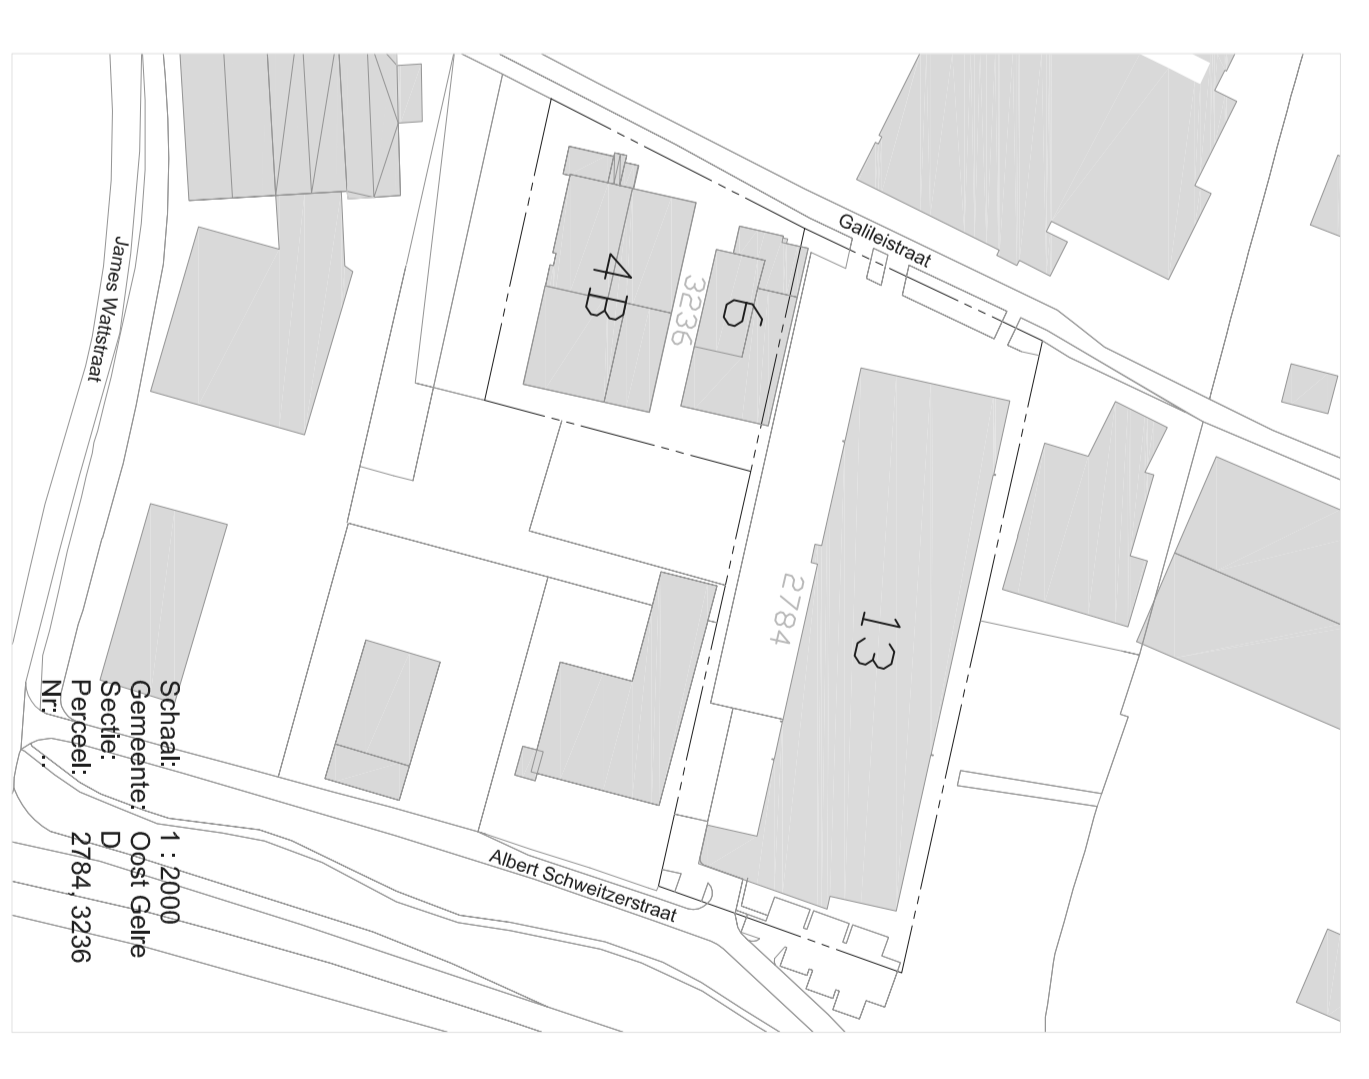 Galileistraat
James Wattstraat
4B
3236
6
2784
13
Albert Schweitzerstraat
Schaal: 1 : 2000
Gemeente: Oost Gelre
Sectie: D
Perceel: 2784, 3236
Nr: :